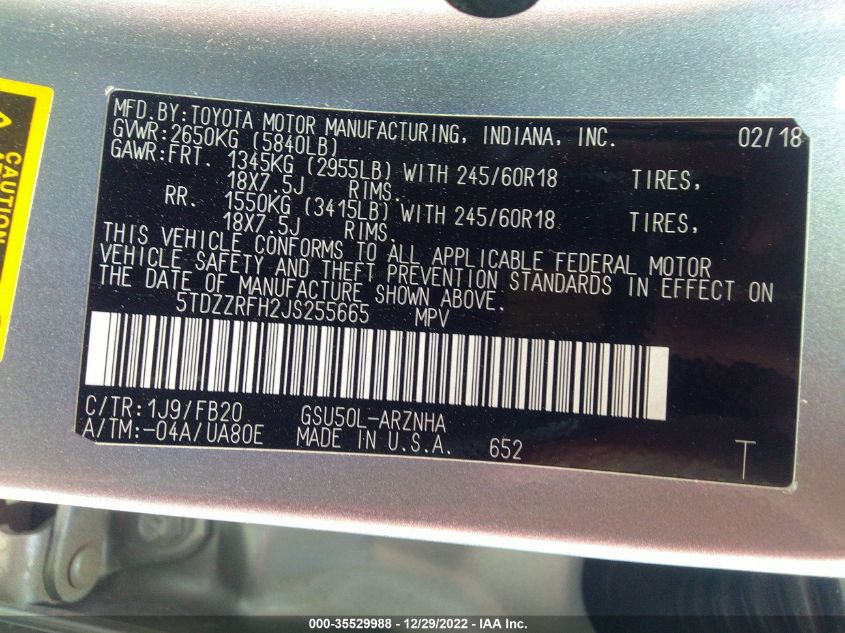 MFD.BY:TOYOTA MOTOR MANUFACTURING, INDIANA, INC. 02/18
GVWR:2650KG (5840LB)
GAWR:FRT. 1345KG (2955LB) WITH 245/60R18 TIRES,
18X7.5J RIMS.
RR. 1550KG (3415LB) WITH 245/60R18 TIRES,
18X7.5J RIMS.
THIS VEHICLE CONFORMS TO ALL APPLICABLE FEDERAL MOTOR
VEHICLE SAFETY AND THEFT PREVENTION STANDARDS IN EFFECT ON
THE DATE OF MANUFACTURE SHOWN ABOVE.
5TDZZRFH2JS255665 MPV
C/TR:1J9/FB20 GSU50L-ARZNHA
A/TM:-04A/UA80E MADE IN U.S.A. 652 T
CAUTION
000-35529988 - 12/29/2022 - IAA Inc.